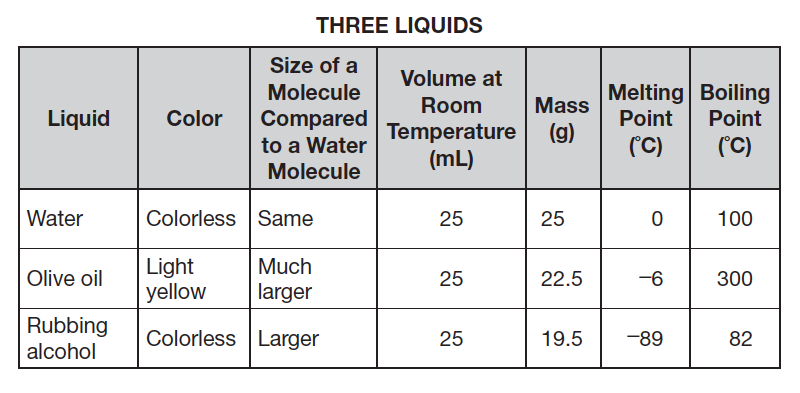 THREE LIQUIDS
Liquid
Color
Size of a
Molecule
Compared
to a Water
Molecule
Volume at
Room
Temperature
(mL)
Mass
(g)
Melting
Point
(°C)
Boiling
Point
(°C)
Water
Colorless
Same
25
25
0
100
Olive oil
Light
yellow
Much
larger
25
22.5
−6
300
Rubbing
alcohol
Colorless
Larger
25
19.5
−89
82